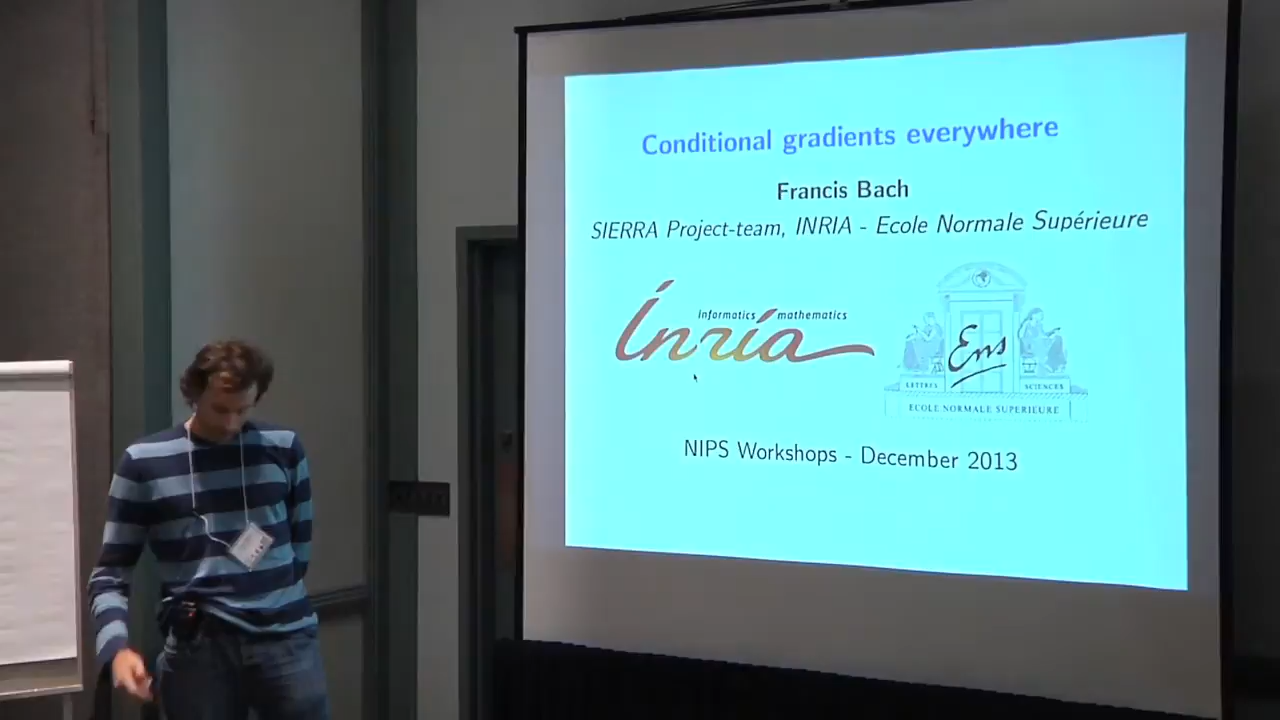 Conditional gradients everywhere
Francis Bach
SIERRA Project-team, INRIA - Ecole Normale Supérieure
informatics mathematics
Inría
Ens
LETTRES
SCIENCES
ECOLE NORMALE SUPERIEURE
NIPS Workshops - December 2013